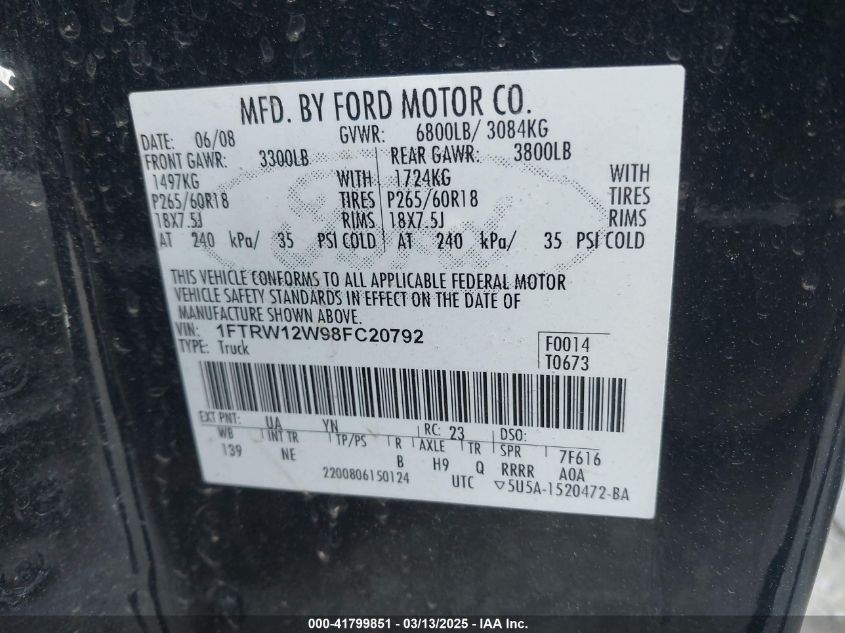 MFD. BY FORD MOTOR CO.
DATE: 06/08 GVWR: 6800LB/ 3084KG
FRONT GAWR: 3300LB REAR GAWR: 3800LB
1497KG WITH 1724KG WITH
P265/60R18 TIRES P265/60R18 TIRES
18X7.5J RIMS 18X7.5J RIMS
AT 240 kPa/ 35 PSI COLD AT 240 kPa/ 35 PSI COLD
THIS VEHICLE CONFORMS TO ALL APPLICABLE FEDERAL MOTOR
VEHICLE SAFETY STANDARDS IN EFFECT ON THE DATE OF
MANUFACTURE SHOWN ABOVE.
VIN: 1FTRW12W98FC20792
TYPE: Truck
F0014
T0673
EXT PNT: UA YN RC: 23 DSO:
WB INT TR TP/PS R AXLE TR SPR 7F616
139 NE B H9 Q RRRR A0A
2200806150124 UTC ▽5U5A-1520472-BA
000-41799851 / 03/13/2025 - IAA Inc.